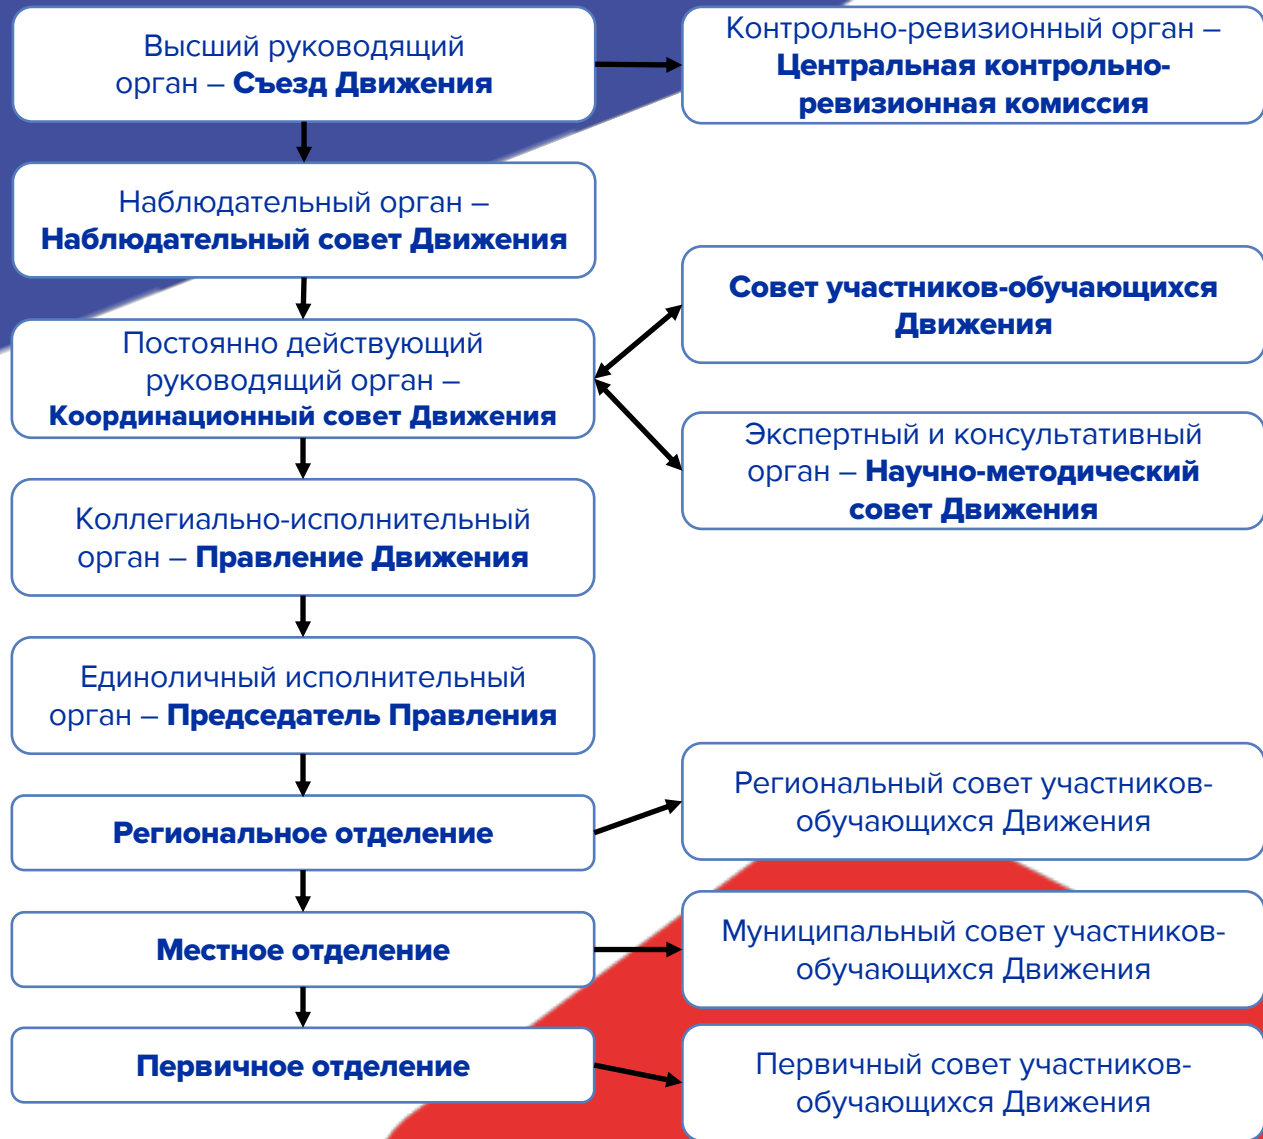 Высший руководящий
орган – Съезд Движения
Контрольно-ревизионный орган –
Центральная контрольно-
ревизионная комиссия
Наблюдательный орган –
Наблюдательный совет Движения
Совет участников-обучающихся
Движения
Постоянно действующий
руководящий орган –
Координационный совет Движения
Экспертный и консультативный
орган – Научно-методический
совет Движения
Коллегиально-исполнительный
орган – Правление Движения
Единоличный исполнительный
орган – Председатель Правления
Региональное отделение
Региональный совет участников-
обучающихся Движения
Местное отделение
Муниципальный совет участников-
обучающихся Движения
Первичное отделение
Первичный совет участников-
обучающихся Движения